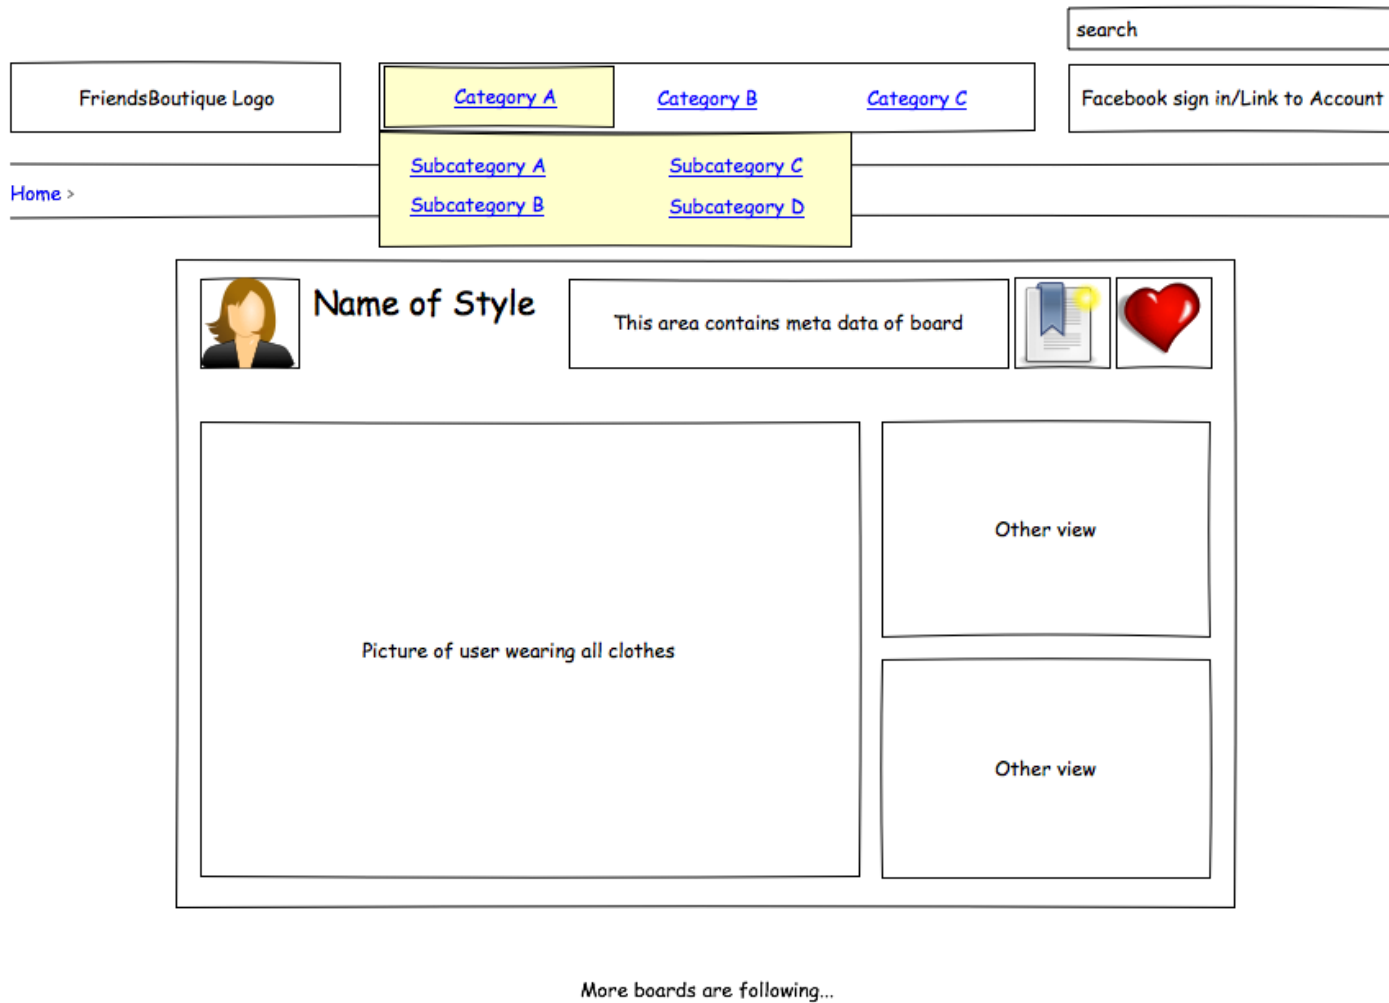 search
FriendsBoutique Logo
Category A
Category B
Category C
Facebook sign in/Link to Account
Subcategory A
Subcategory C
Home >
Subcategory B
Subcategory D
Name of Style
This area contains meta data of board
Other view
Picture of user wearing all clothes
Other view
More boards are following...